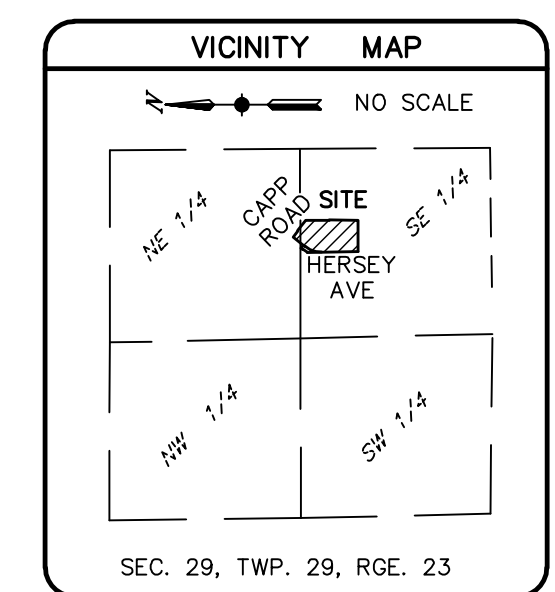 VICINITY MAP
N
NO SCALE
NE 1/4
CAPP
ROAD
SITE
SE 1/4
HERSEY
AVE
NW 1/4
SW 1/4
SEC. 29, TWP. 29, RGE. 23